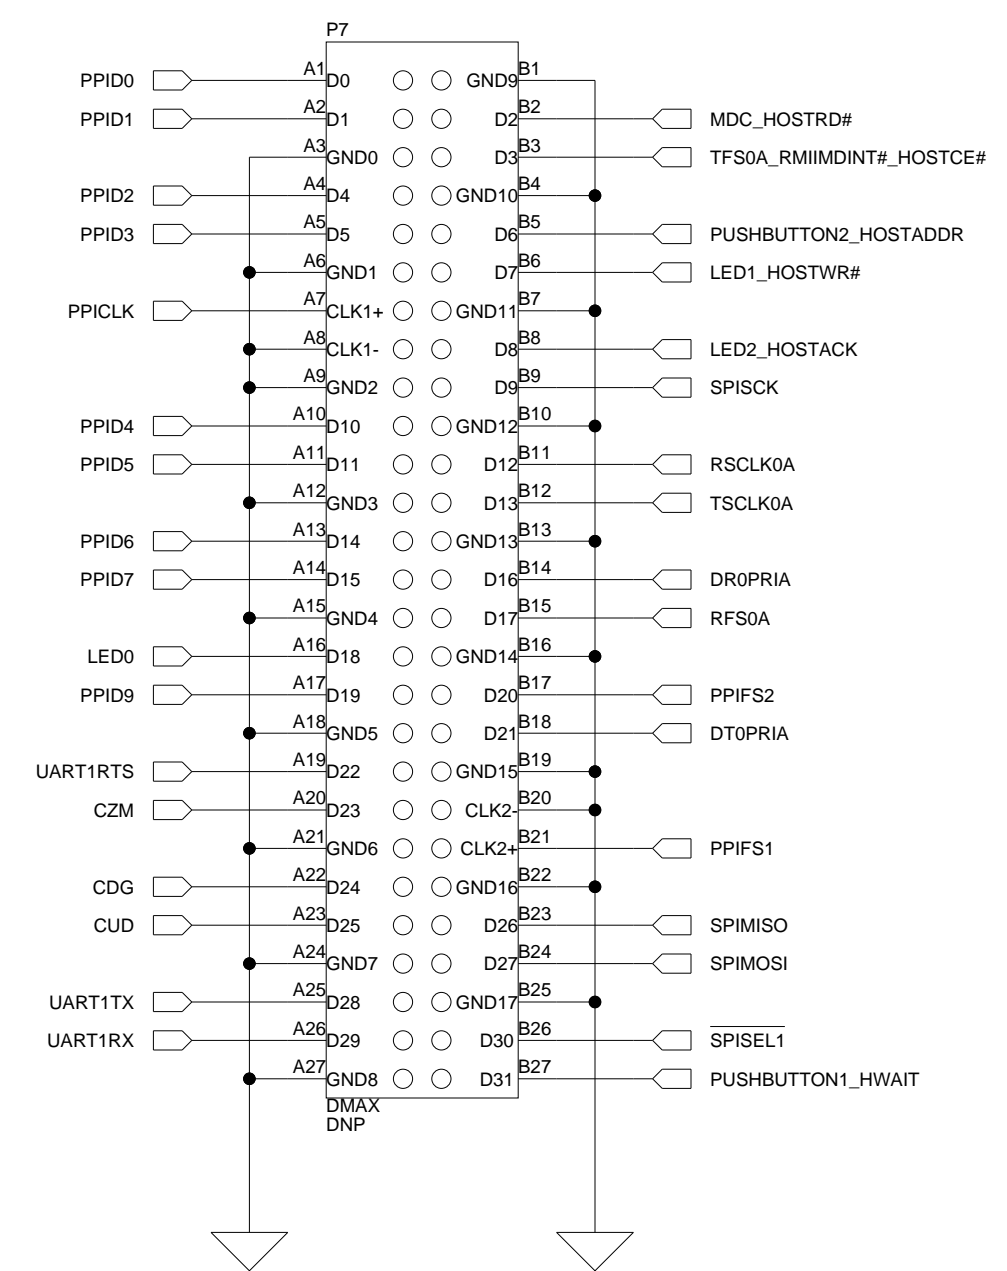 P7
A1 B1
PPID0 D0 GND9
A2 B2
PPID1 D1 D2 MDC_HOSTRD#
A3 B3
GND0 D3 TFS0A_RMIIMDINT#_HOSTCE#
A4 B4
PPID2 D4 GND10
A5 B5
PPID3 D5 D6 PUSHBUTTON2_HOSTADDR
A6 B6
GND1 D7 LED1_HOSTWR#
A7 B7
PPICLK CLK1+ GND11
A8 B8
CLK1- D8 LED2_HOSTACK
A9 B9
GND2 D9 SPISCK
A10 B10
PPID4 D10 GND12
A11 B11
PPID5 D11 D12 RSCLK0A
A12 B12
GND3 D13 TSCLK0A
A13 B13
PPID6 D14 GND13
A14 B14
PPID7 D15 D16 DR0PRIA
A15 B15
GND4 D17 RFS0A
A16 B16
LED0 D18 GND14
A17 B17
PPID9 D19 D20 PPIFS2
A18 B18
GND5 D21 DT0PRIA
A19 B19
UART1RTS D22 GND15
A20 B20
CZM D23 CLK2-
A21 B21
GND6 CLK2+ PPIFS1
A22 B22
CDG D24 GND16
A23 B23
CUD D25 D26 SPIMISO
A24 B24
GND7 D27 SPIMOSI
A25 B25
UART1TX D28 GND17
A26 B26
UART1RX D29 D30 SPISEL1
A27 B27
GND8 D31 PUSHBUTTON1_HWAIT
DMAX
DNP